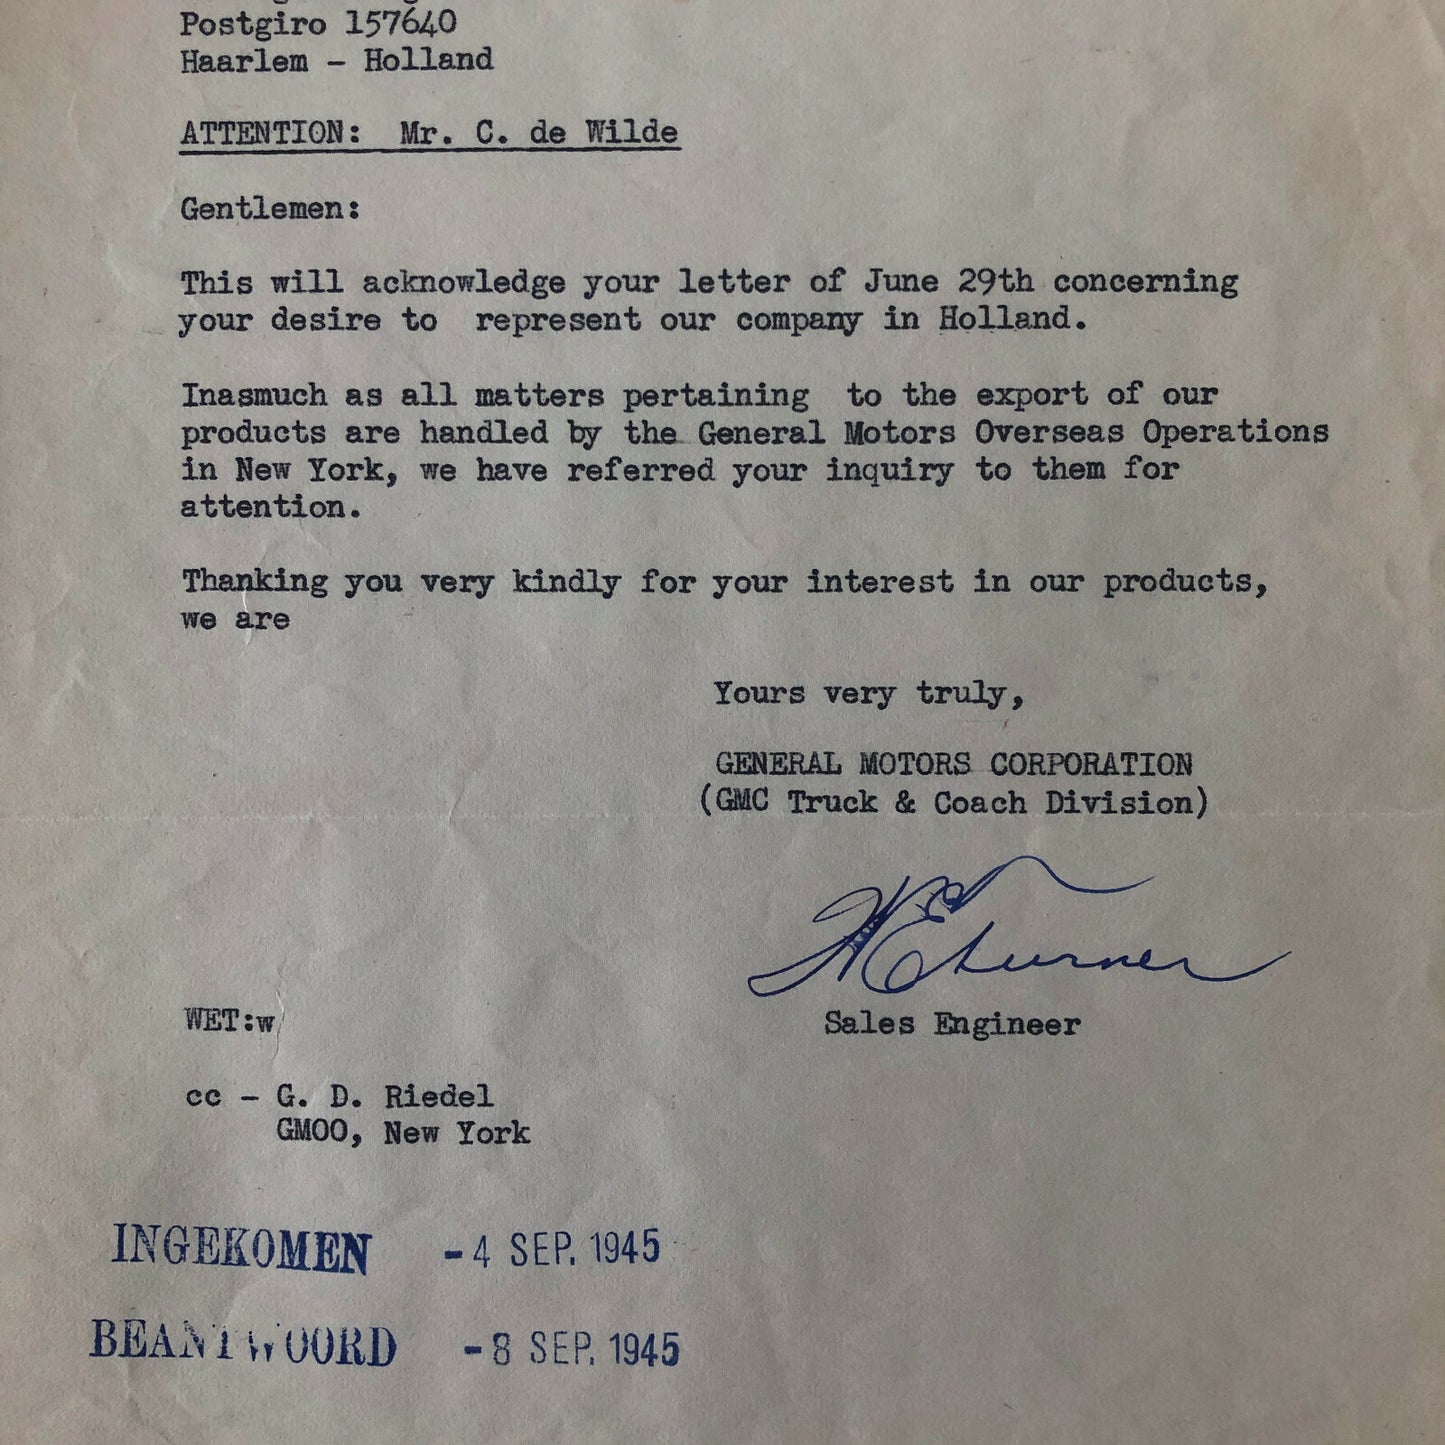 Postgiro 157640
Haarlem - Holland
ATTENTION: Mr. C. de Wilde
Gentlemen:
This will acknowledge your letter of June 29th concerning
your desire to represent our company in Holland.
Inasmuch as all matters pertaining to the export of our
products are handled by the General Motors Overseas Operations
in New York, we have referred your inquiry to them for
attention.
Thanking you very kindly for your interest in our products,
we are
Yours very truly,
GENERAL MOTORS CORPORATION
(GMC Truck & Coach Division)
WETurner
WET:w
Sales Engineer
cc - G. D. Riedel
GMOO, New York
INGEKOMEN - 4 SEP. 1945
BEANTWOORD - 8 SEP. 1945